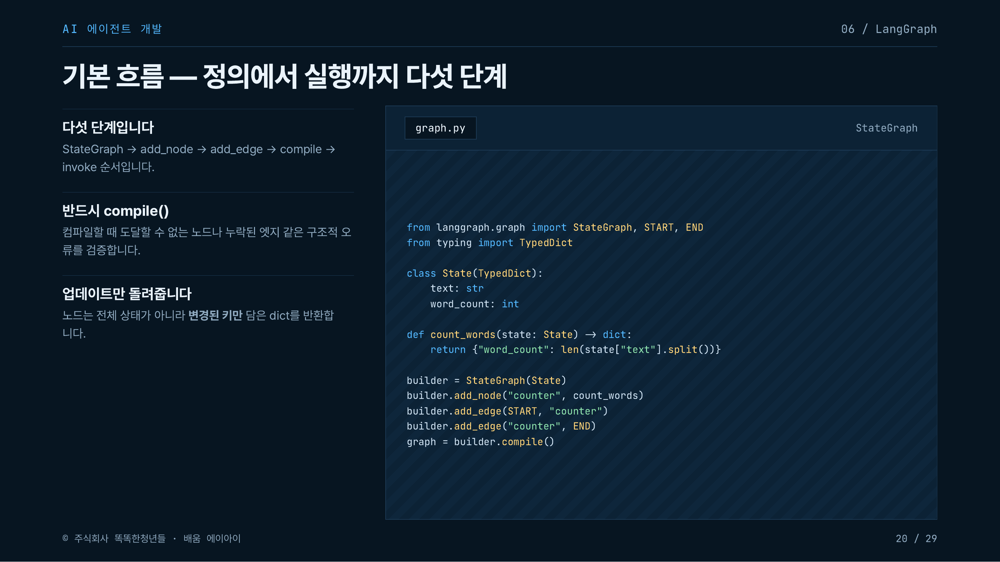 AI 에이전트 개발
06 / LangGraph
기본 흐름 — 정의에서 실행까지 다섯 단계
다섯 단계입니다
StateGraph → add_node → add_edge → compile →
invoke 순서입니다.
반드시 compile()
컴파일할 때 도달할 수 없는 노드나 누락된 엣지 같은 구조적 오
류를 검증합니다.
업데이트만 돌려줍니다
노드는 전체 상태가 아니라 변경된 키만 담은 dict를 반환합
니다.
graph.py
StateGraph
from langgraph.graph import StateGraph, START, END
from typing import TypedDict
class State(TypedDict):
    text: str
    word_count: int
def count_words(state: State) -> dict:
    return {"word_count": len(state["text"].split())}
builder = StateGraph(State)
builder.add_node("counter", count_words)
builder.add_edge(START, "counter")
builder.add_edge("counter", END)
graph = builder.compile()
© 주식회사 똑똑한청년들 · 배움 에이아이
20 / 29